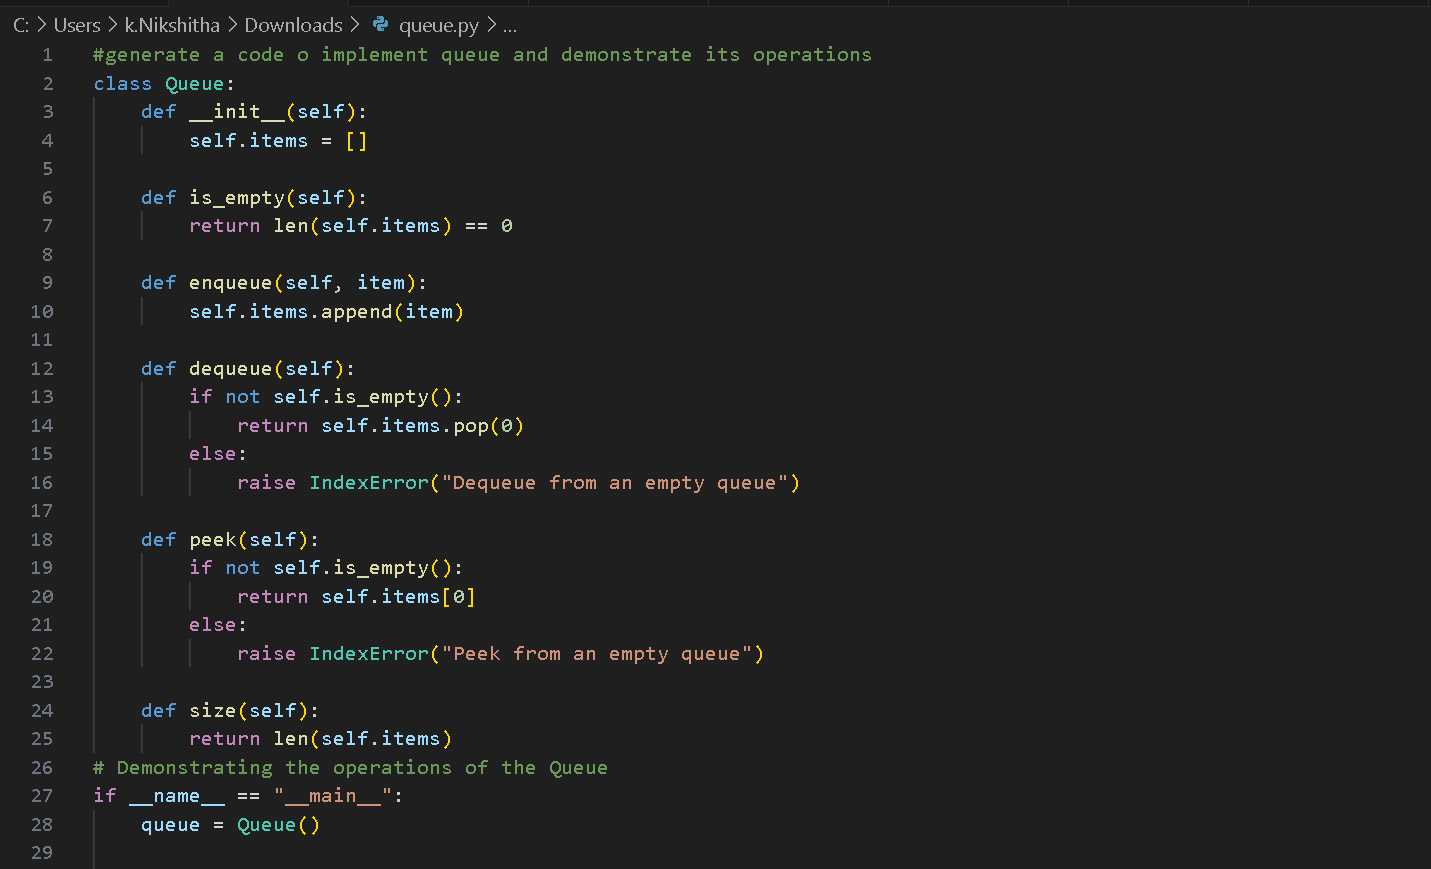 C: > Users > k.Nikshitha > Downloads > queue.py > ...
1 #generate a code o implement queue and demonstrate its operations
2 class Queue:
3     def __init__(self):
4         self.items = []
5
6     def is_empty(self):
7         return len(self.items) == 0
8
9     def enqueue(self, item):
10         self.items.append(item)
11
12     def dequeue(self):
13         if not self.is_empty():
14             return self.items.pop(0)
15         else:
16             raise IndexError("Dequeue from an empty queue")
17
18     def peek(self):
19         if not self.is_empty():
20             return self.items[0]
21         else:
22             raise IndexError("Peek from an empty queue")
23
24     def size(self):
25         return len(self.items)
26 # Demonstrating the operations of the Queue
27 if __name__ == "__main__":
28     queue = Queue()
29